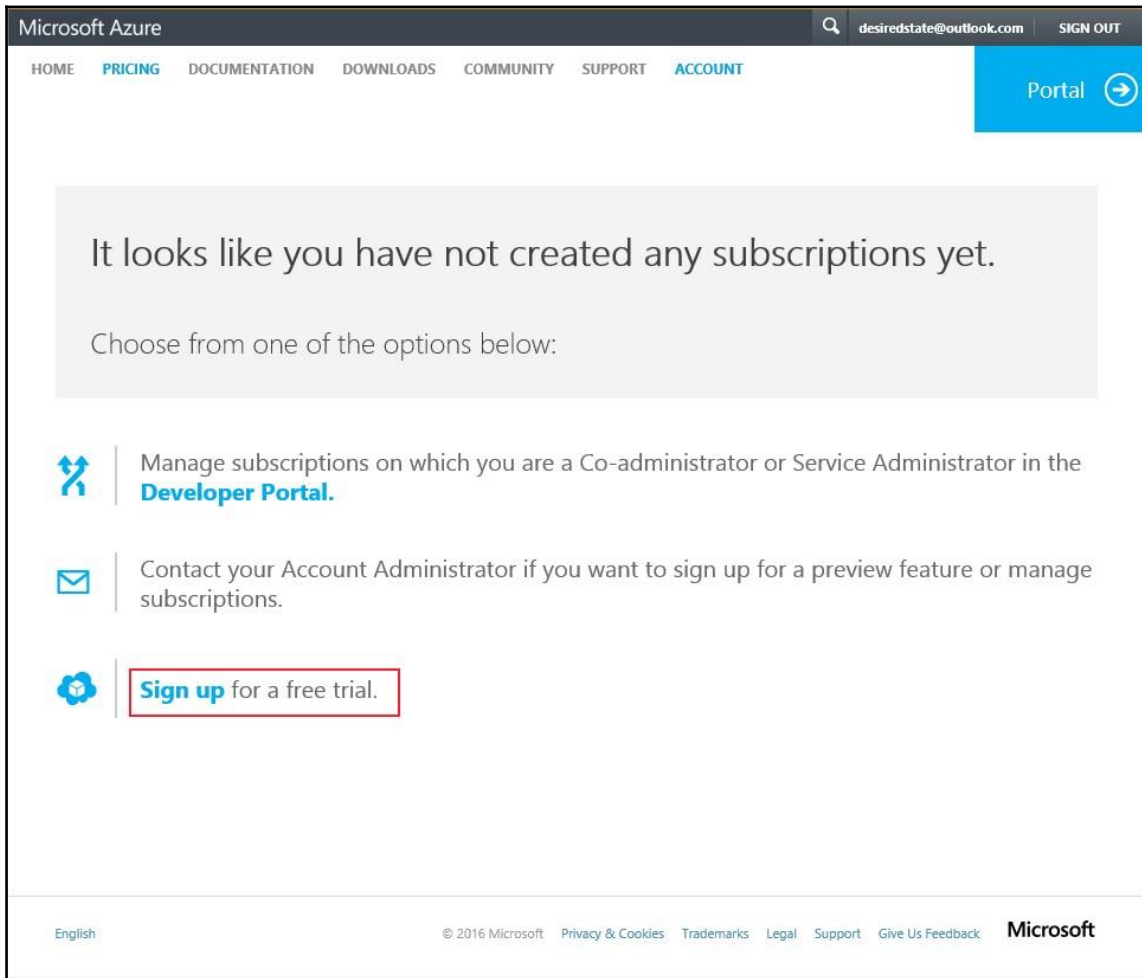 Microsoft Azure desiredstate@outlook.com SIGN OUT
HOME PRICING DOCUMENTATION DOWNLOADS COMMUNITY SUPPORT ACCOUNT
Portal
It looks like you have not created any subscriptions yet.
Choose from one of the options below:
Manage subscriptions on which you are a Co-administrator or Service Administrator in the
Developer Portal.
Contact your Account Administrator if you want to sign up for a preview feature or manage
subscriptions.
Sign up for a free trial.
English © 2016 Microsoft Privacy & Cookies Trademarks Legal Support Give Us Feedback Microsoft